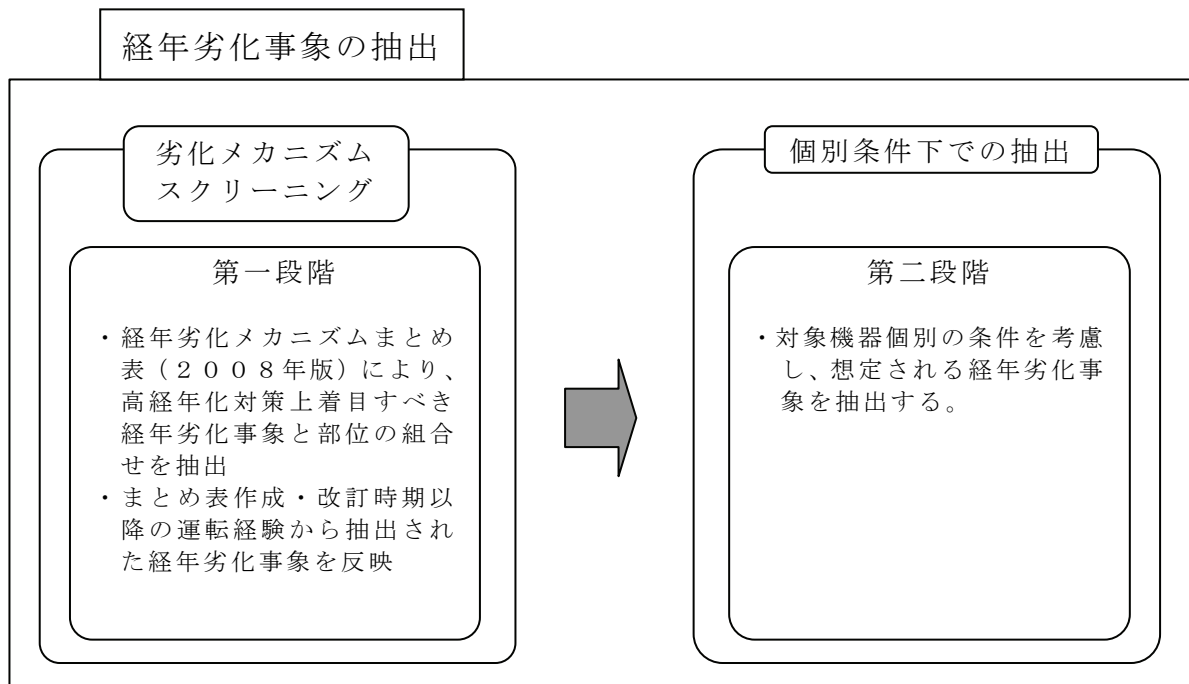 経年劣化事象の抽出
劣化メカニズム
スクリーニング
第一段階
・経年劣化メカニズムまとめ
表（２００８年版）により、
高経年化対策上着目すべき
経年劣化事象と部位の組合
せを抽出
・まとめ表作成・改訂時期以
降の運転経験から抽出され
た経年劣化事象を反映
個別条件下での抽出
第二段階
・対象機器個別の条件を考慮
し、想定される経年劣化事
象を抽出する。